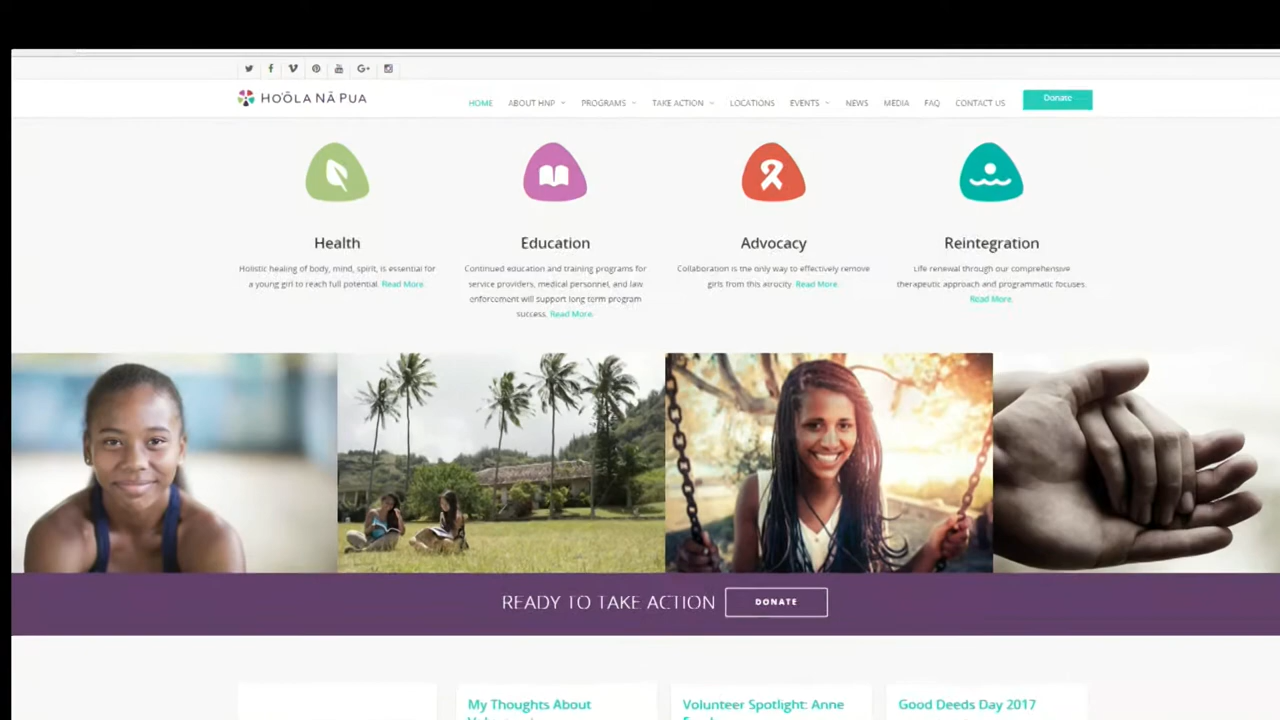 HO'ŌLA NĀ PUA
HOME ABOUT HNP PROGRAMS TAKE ACTION LOCATIONS EVENTS NEWS MEDIA FAQ CONTACT US Donate
Health
Holistic healing of body, mind, spirit, is essential for
a young girl to reach full potential. Read More.
Education
Continued education and training programs for
service providers, medical personnel, and law
enforcement will support long term program
success. Read More.
Advocacy
Collaboration is the only way to effectively remove
girls from this atrocity. Read More.
Reintegration
Life renewal through our comprehensive
therapeutic approach and programmatic focuses.
Read More.
READY TO TAKE ACTION DONATE
My Thoughts About
Volunteer Spotlight: Anne
Good Deeds Day 2017